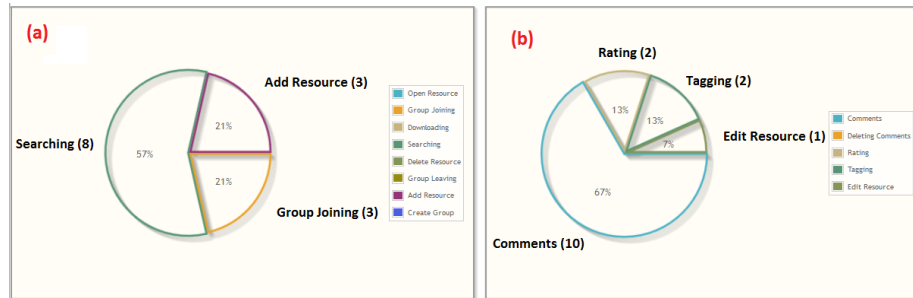 (a)
Add Resource (3)
Searching (8)
57%
21%
21%
Group Joining (3)
Open Resource
Group Joining
Downloading
Searching
Delete Resource
Group Leaving
Add Resource
Create Group
(b)
Rating (2)
Tagging (2)
Edit Resource (1)
13%
13%
7%
67%
Comments (10)
Comments
Deleting Comments
Rating
Tagging
Edit Resource